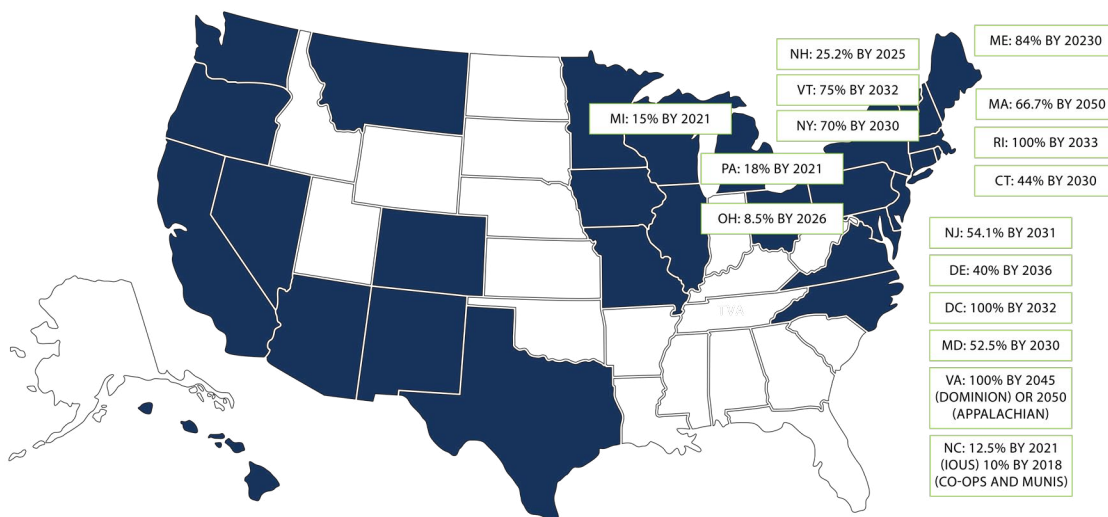 NH: 25.2% BY 2025
ME: 84% BY 20230
VT: 75% BY 2032
MI: 15% BY 2021
NY: 70% BY 2030
MA: 66.7% BY 2050
RI: 100% BY 2033
PA: 18% BY 2021
CT: 44% BY 2030
OH: 8.5% BY 2026
NJ: 54.1% BY 2031
DE: 40% BY 2036
DC: 100% BY 2032
TVA
MD: 52.5% BY 2030
VA: 100% BY 2045
(DOMINION) OR 2050
(APPALACHIAN)
NC: 12.5% BY 2021
(IOUS) 10% BY 2018
(CO-OPS AND MUNIS)